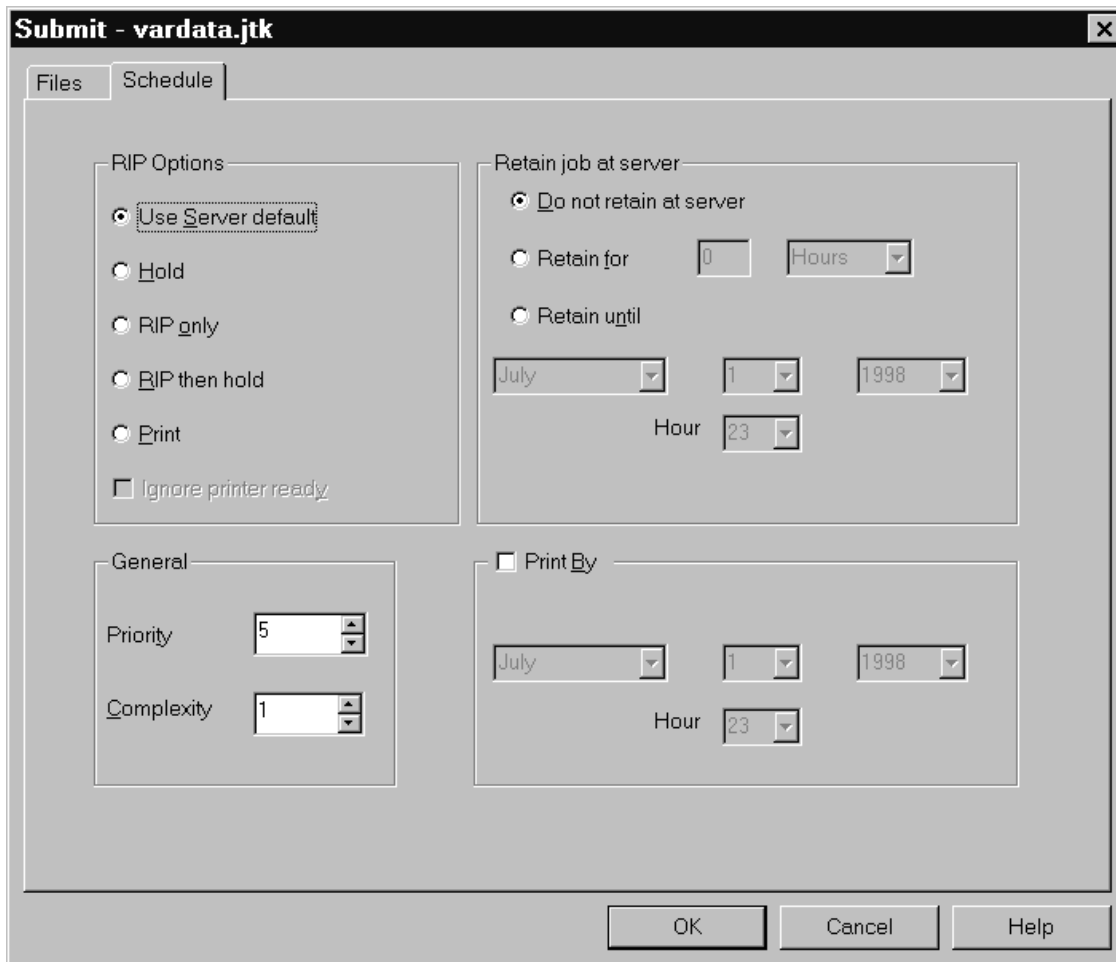 Submit - vardata.jtk
Files
Schedule
RIP Options
Use Server default
Hold
RIP only
RIP then hold
Print
Ignore printer ready
Retain job at server
Do not retain at server
Retain for 0 Hours
Retain until
July 1 1998
Hour 23
General
Priority 5
Complexity 1
Print By
July 1 1998
Hour 23
OK
Cancel
Help